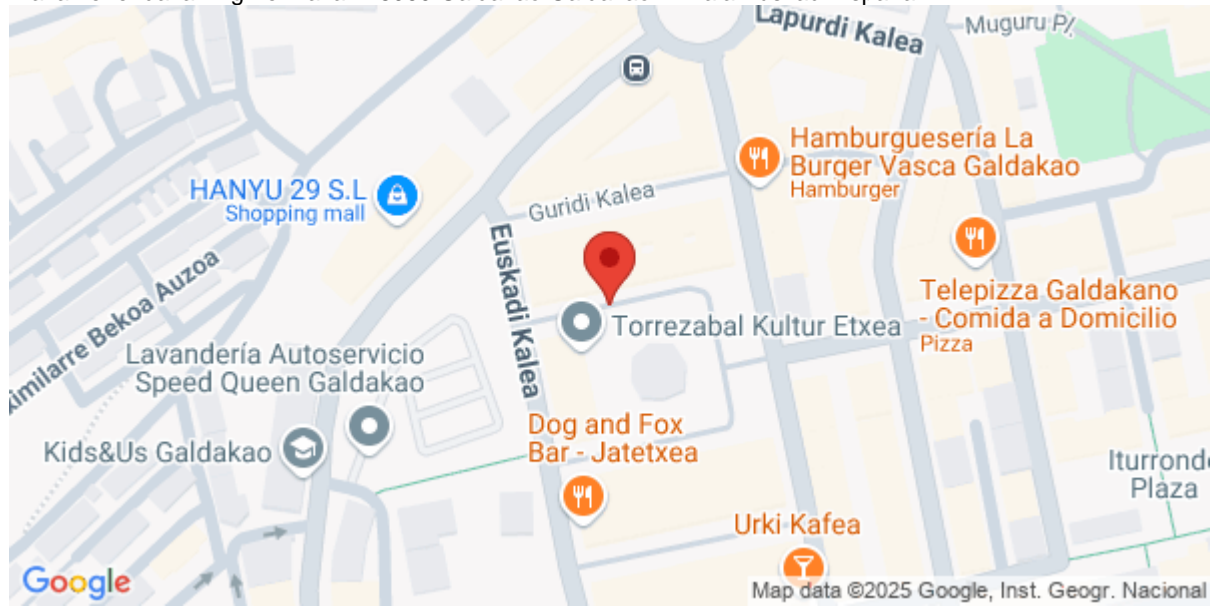 Lapurdi Kalea
Muguru Pl.
Hamburguesería La
Burger Vasca Galdakao
Hamburger
HANYU 29 S.L
Shopping mall
Guridi Kalea
Euskadi Kalea
Telepizza Galdakano
- Comida a Domicilio
Pizza
Torrezabal Kultur Etxea
Bekoa Auzoa
Lavandería Autoservicio
Speed Queen Galdakao
Kids&Us Galdakao
Dog and Fox
Bar - Jatetxea
Plaza
Urki Kafea
Google
Map data ©2025 Google, Inst. Geogr. Nacional